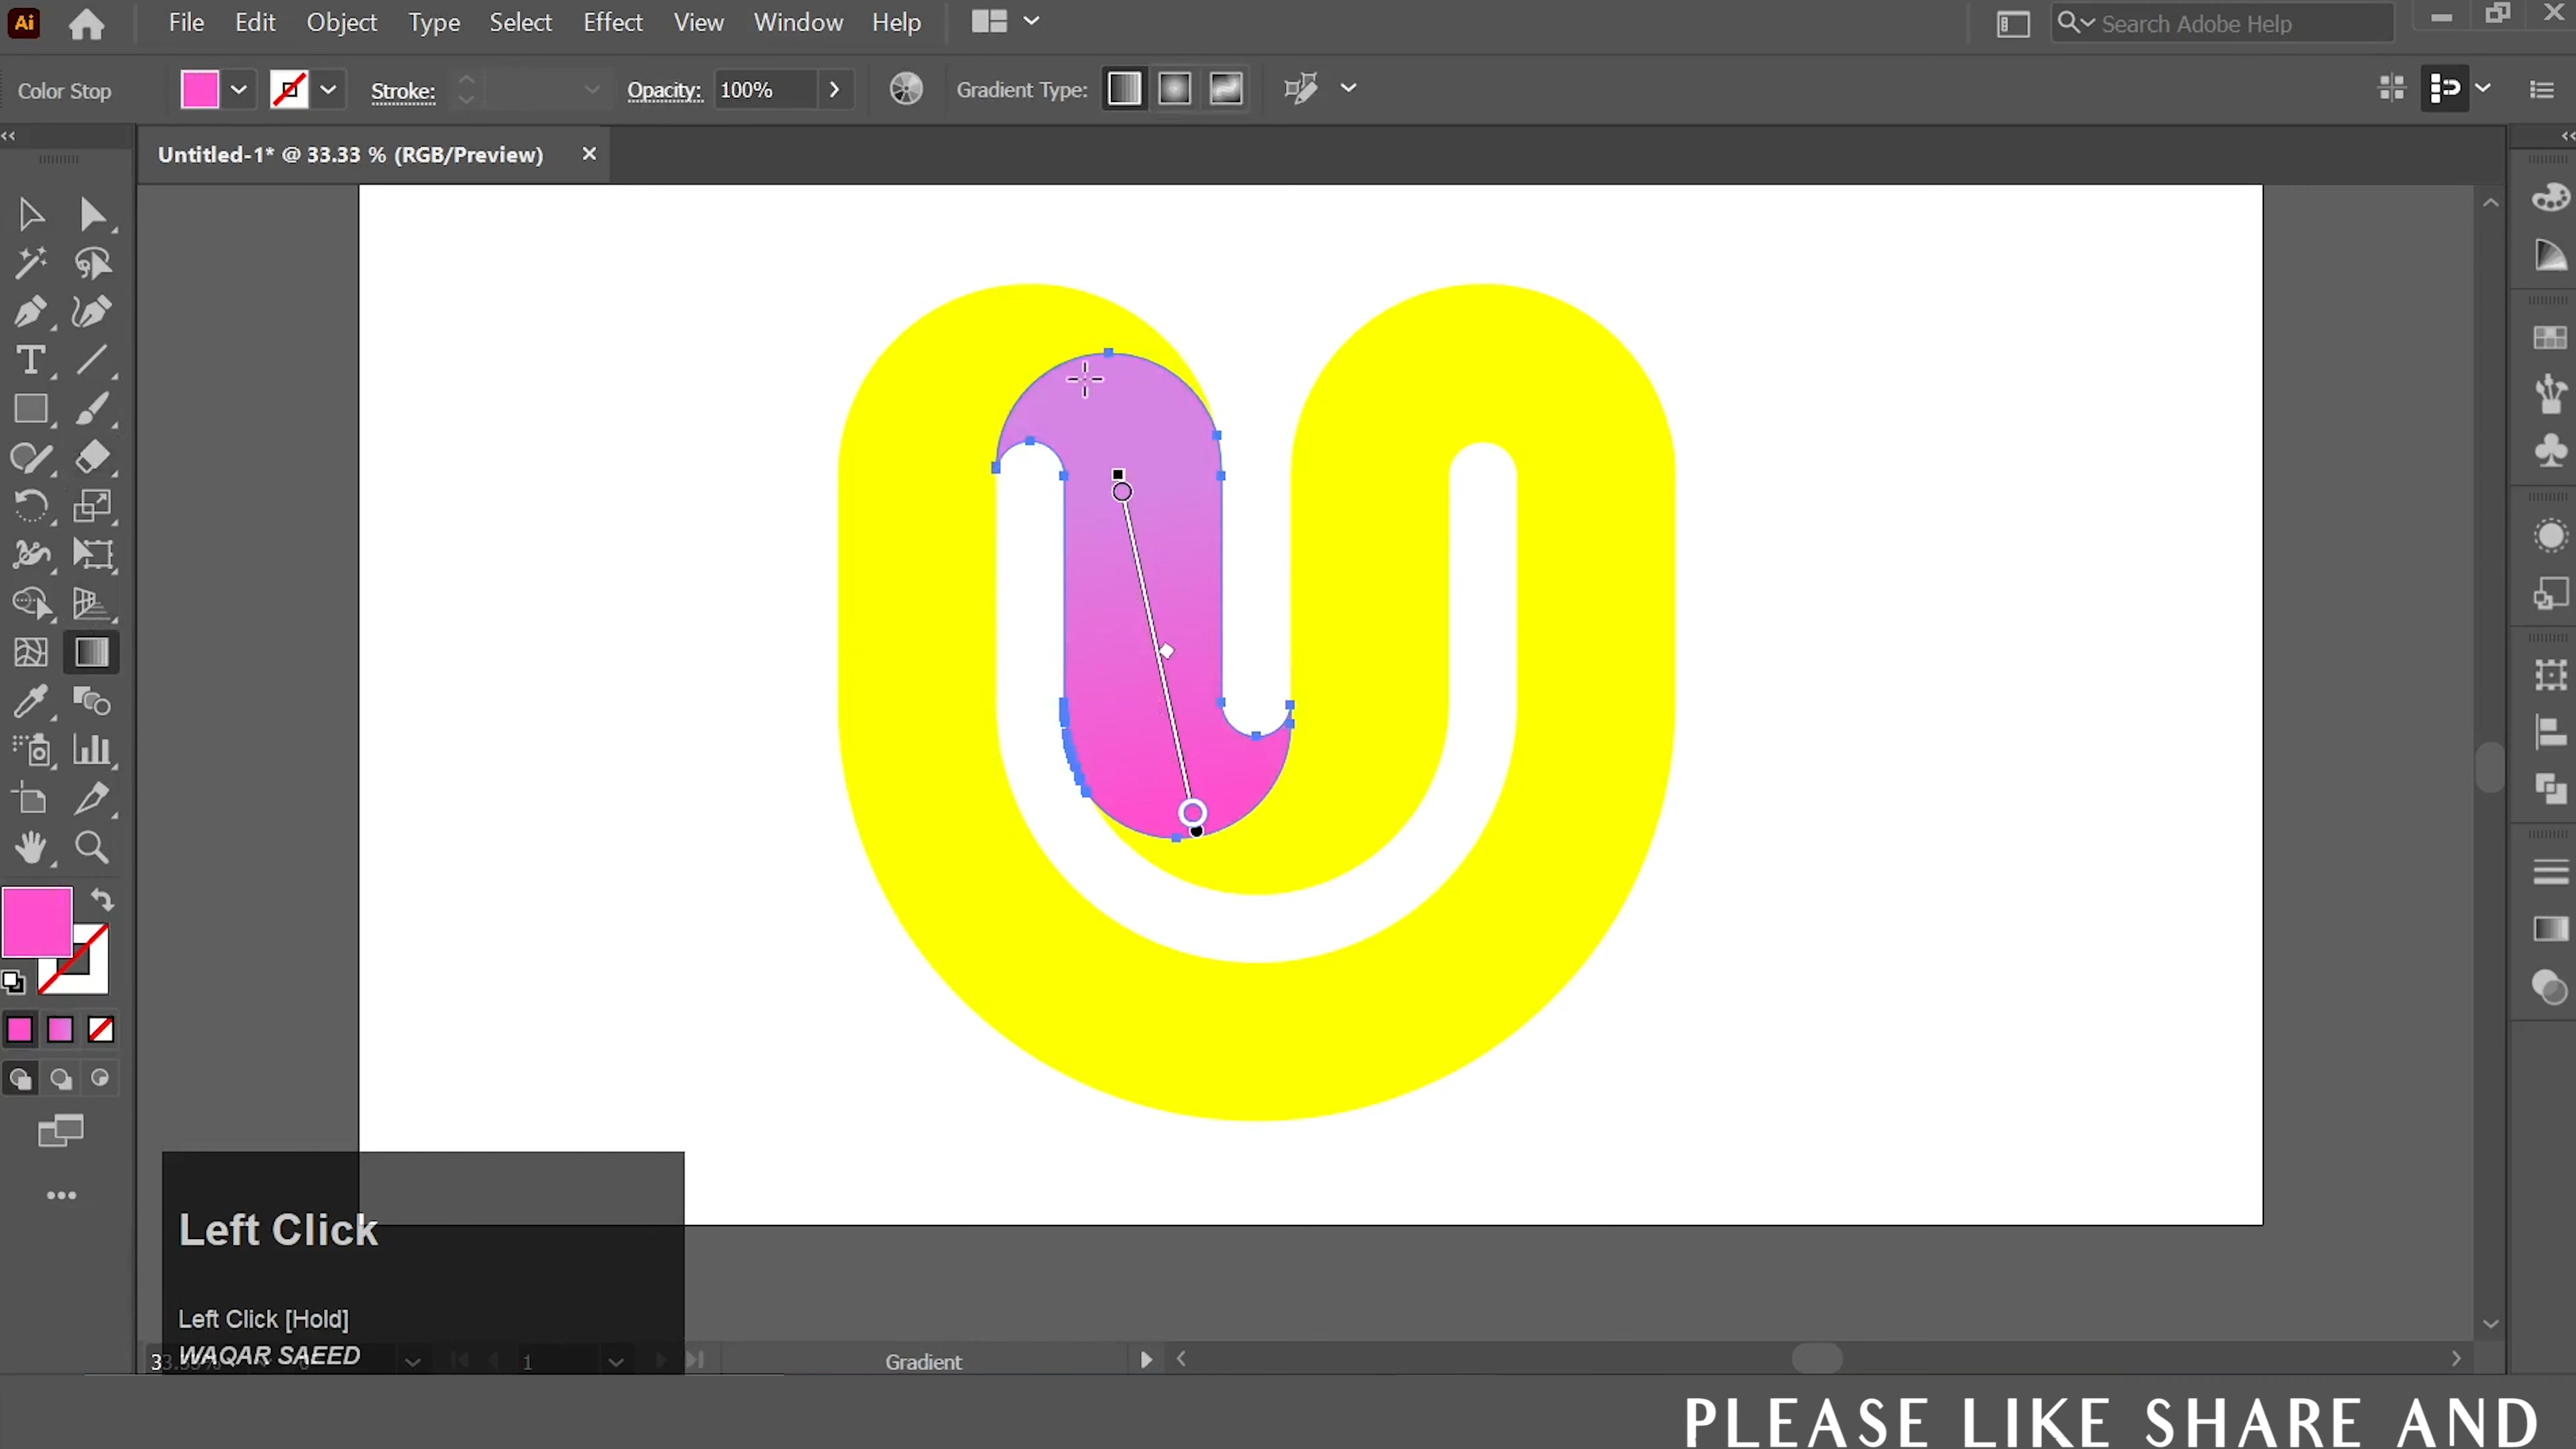 Ai File Edit Object Type Select Effect View Window Help Search Adobe Help
Color Stop Stroke: Opacity: 100% Gradient Type:
Untitled-1* @ 33.33 % (RGB/Preview)
Left Click
Left Click [Hold]
WAQAR SAEED
1 Gradient
PLEASE LIKE SHARE AND